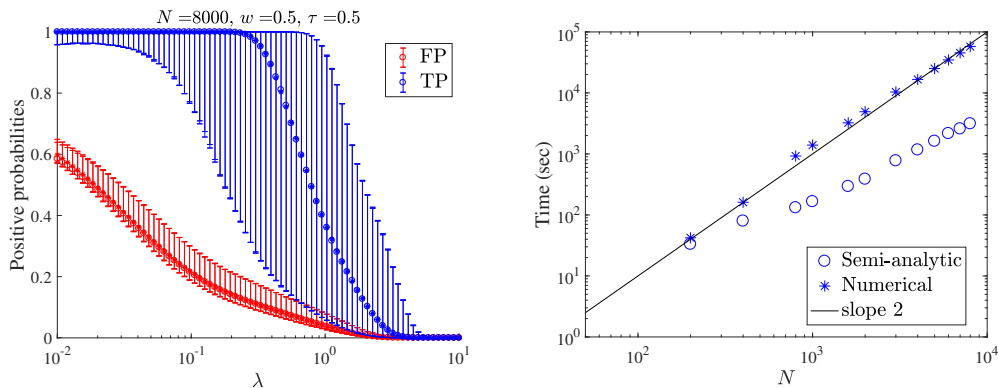 N =8000, w =0.5, τ =0.5
Positive probabilities
1
0.8
0.6
0.4
0.2
0
10^-2
10^-1
10^0
10^1
λ
FP
TP
Time (sec)
10^5
10^4
10^3
10^2
10^1
10^0
10^2
10^3
10^4
N
Semi-analytic
Numerical
slope 2